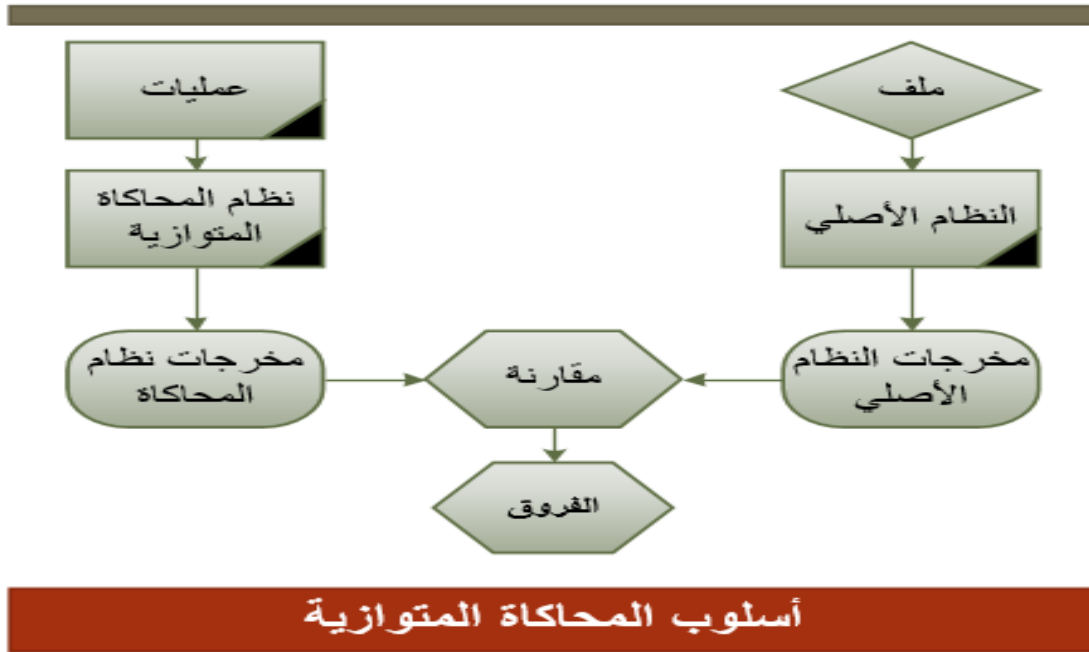 ملف
عمليات
النظام الأصلي
نظام المحاكاة
المتوازية
مخرجات النظام
الأصلي
مقارنة
مخرجات نظام
المحاكاة
الفروق
أسلوب المحاكاة المتوازية